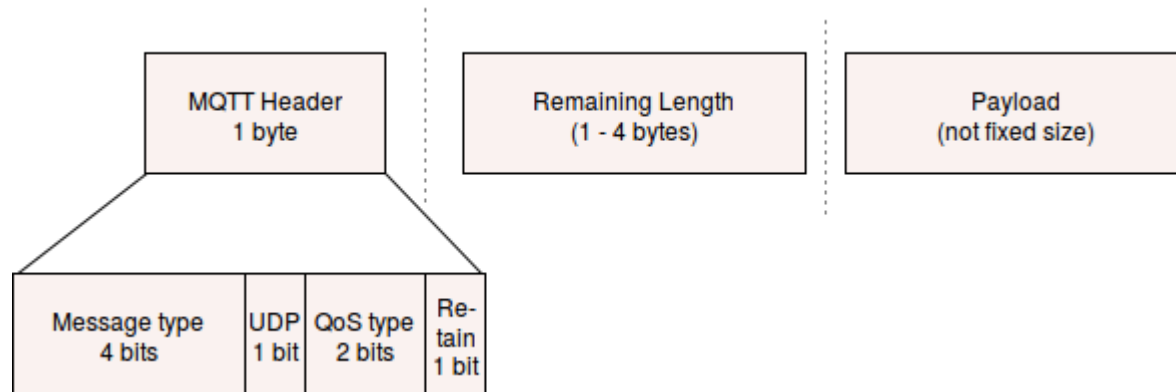 MQTT Header
1 byte
Remaining Length
(1 - 4 bytes)
Payload
(not fixed size)
Message type
4 bits
UDP
1 bit
QoS type
2 bits
Re-
tain
1 bit